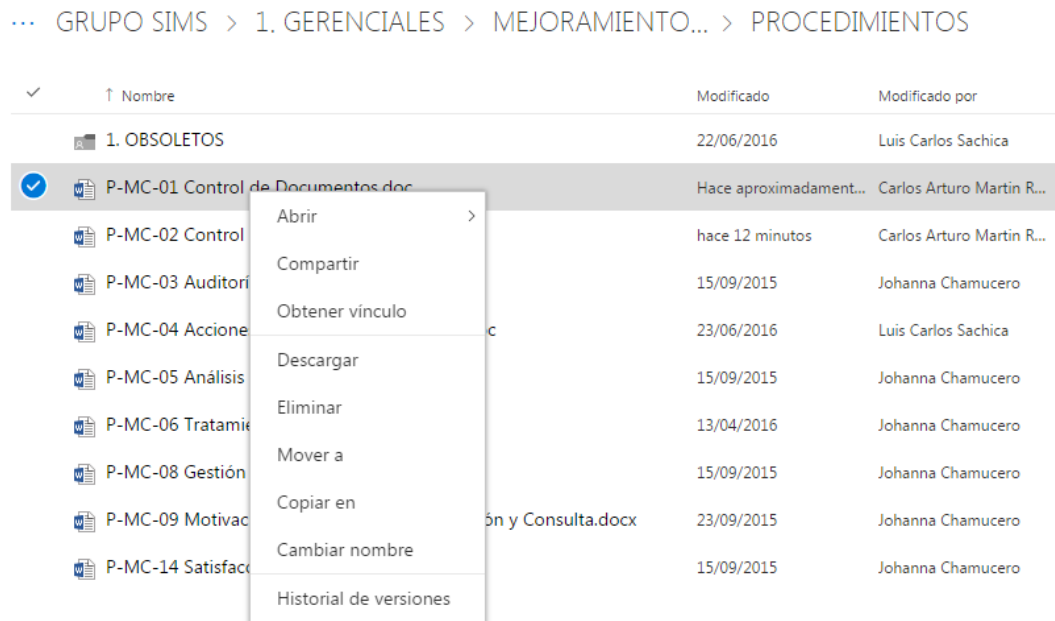 ... GRUPO SIMS > 1. GERENCIALES > MEJORAMIENTO... > PROCEDIMIENTOS
↑ Nombre Modificado Modificado por
1. OBSOLETOS 22/06/2016 Luis Carlos Sachica
P-MC-01 Control de Documentos.doc Hace aproximadament... Carlos Arturo Martin R...
Abrir >
P-MC-02 Control hace 12 minutos Carlos Arturo Martin R...
Compartir
P-MC-03 Auditorí 15/09/2015 Johanna Chamucero
Obtener vínculo
P-MC-04 Accione c 23/06/2016 Luis Carlos Sachica
Descargar
P-MC-05 Análisis 15/09/2015 Johanna Chamucero
Eliminar
P-MC-06 Tratamie 13/04/2016 Johanna Chamucero
Mover a
P-MC-08 Gestión 15/09/2015 Johanna Chamucero
Copiar en
P-MC-09 Motivac ón y Consulta.docx 23/09/2015 Johanna Chamucero
Cambiar nombre
P-MC-14 Satisfacc 15/09/2015 Johanna Chamucero
Historial de versiones